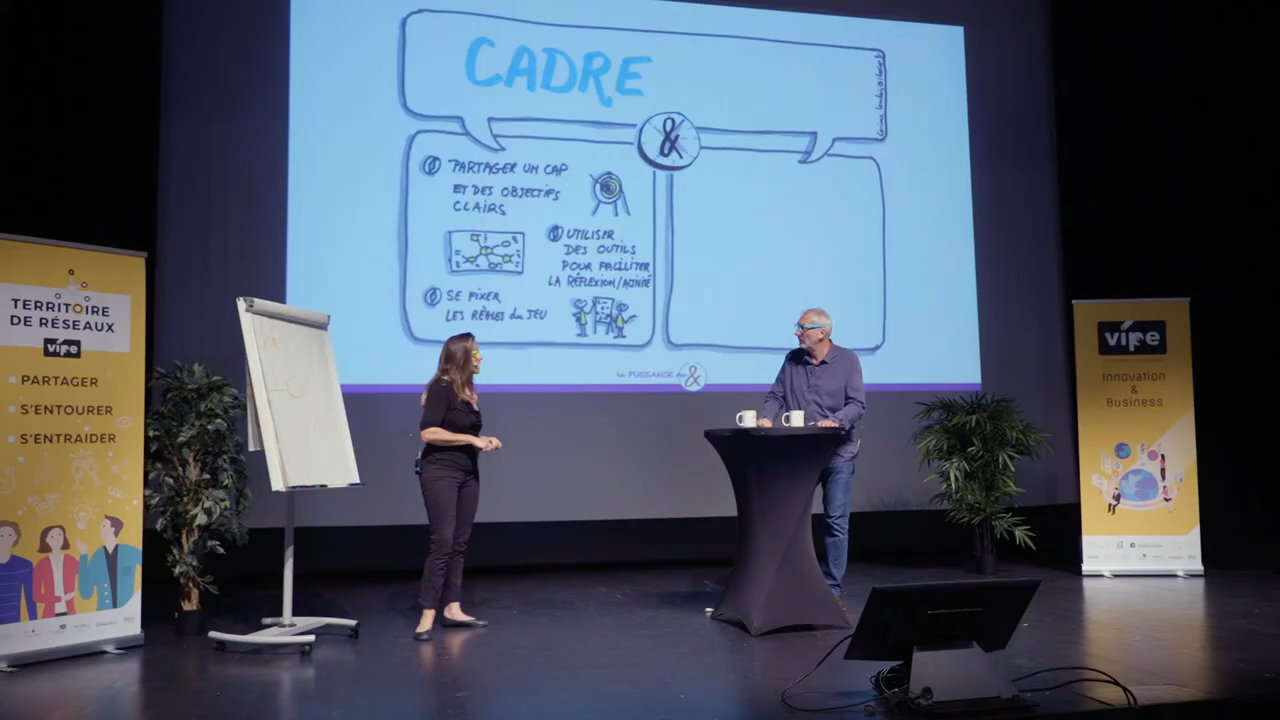 CADRE
&
PARTAGER UN CAP
ET DES OBJECTIFS
CLAIRS
UTILISER
DES OUTILS
POUR FACILITER
LA RÉFLEXION/
SE FIXER
LES RÈGLES du JEU
la PUISSANCE du &
TERRITOIRE
DE RÉSEAUX
vipe
PARTAGER
S'ENTOURER
S'ENTRAIDER
vipe
Innovation
&
Business